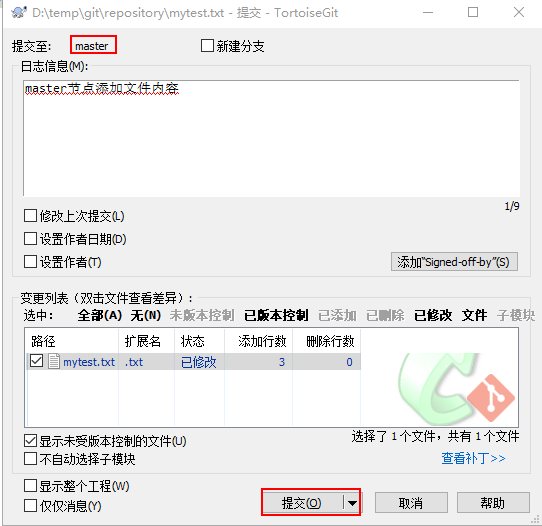 D:\temp\git\repository\mytest.txt - 提交 - TortoiseGit
提交至: master 新建分支
日志信息(M):
master节点添加文件内容
1/9
修改上次提交(L)
设置作者日期(D)
设置作者(T) 添加“Signed-off-by”(S)
变更列表（双击文件查看差异）:
选中: 全部(A) 无(N) 未版本控制 已版本控制 已添加 已删除 已修改 文件 子模块
路径 扩展名 状态 添加行数 删除行数
mytest.txt .txt 已修改 3 0
显示未受版本控制的文件(U) 选择了 1 个文件，共有 1 个文件
不自动选择子模块 查看补丁>>
显示整个工程(W)
仅仅消息(Y) 提交(O) 取消 帮助